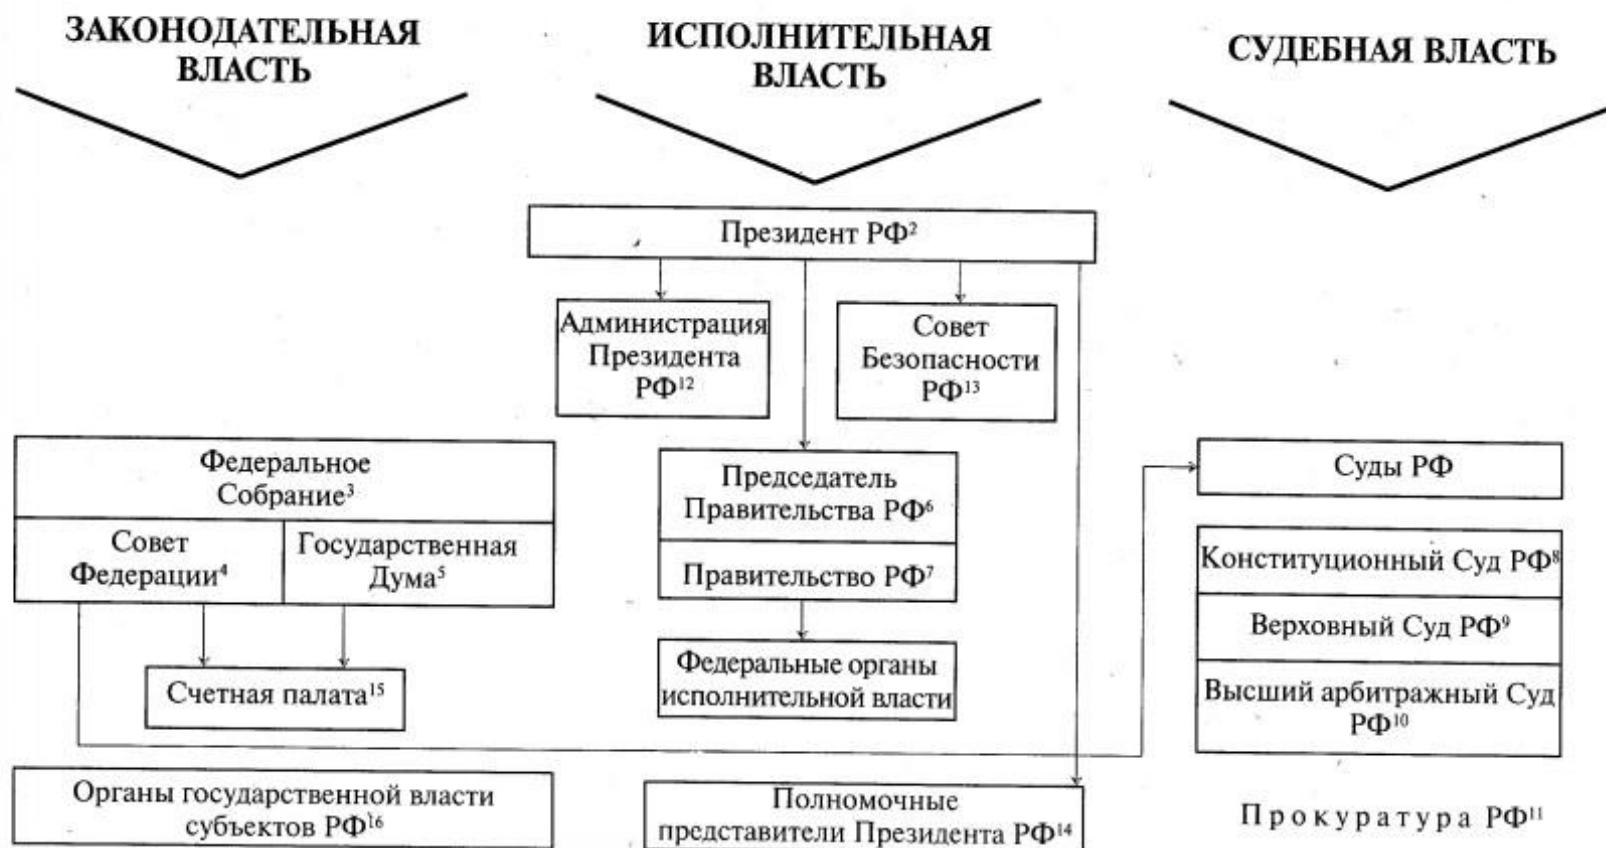 ЗАКОНОДАТЕЛЬНАЯ
ВЛАСТЬ
ИСПОЛНИТЕЛЬНАЯ
ВЛАСТЬ
СУДЕБНАЯ ВЛАСТЬ
Президент РФ²
Администрация
Президента
РФ¹²
Совет
Безопасности
РФ¹³
Федеральное
Собрание³
Совет
Федерации⁴
Государственная
Дума⁵
Счетная палата¹⁵
Председатель
Правительства РФ⁶
Правительство РФ⁷
Федеральные органы
исполнительной власти
Суды РФ
Конституционный Суд РФ⁸
Верховный Суд РФ⁹
Высший арбитражный Суд
РФ¹⁰
Органы государственной власти
субъектов РФ¹⁶
Полномочные
представители Президента РФ¹⁴
Прокуратура РФ¹¹